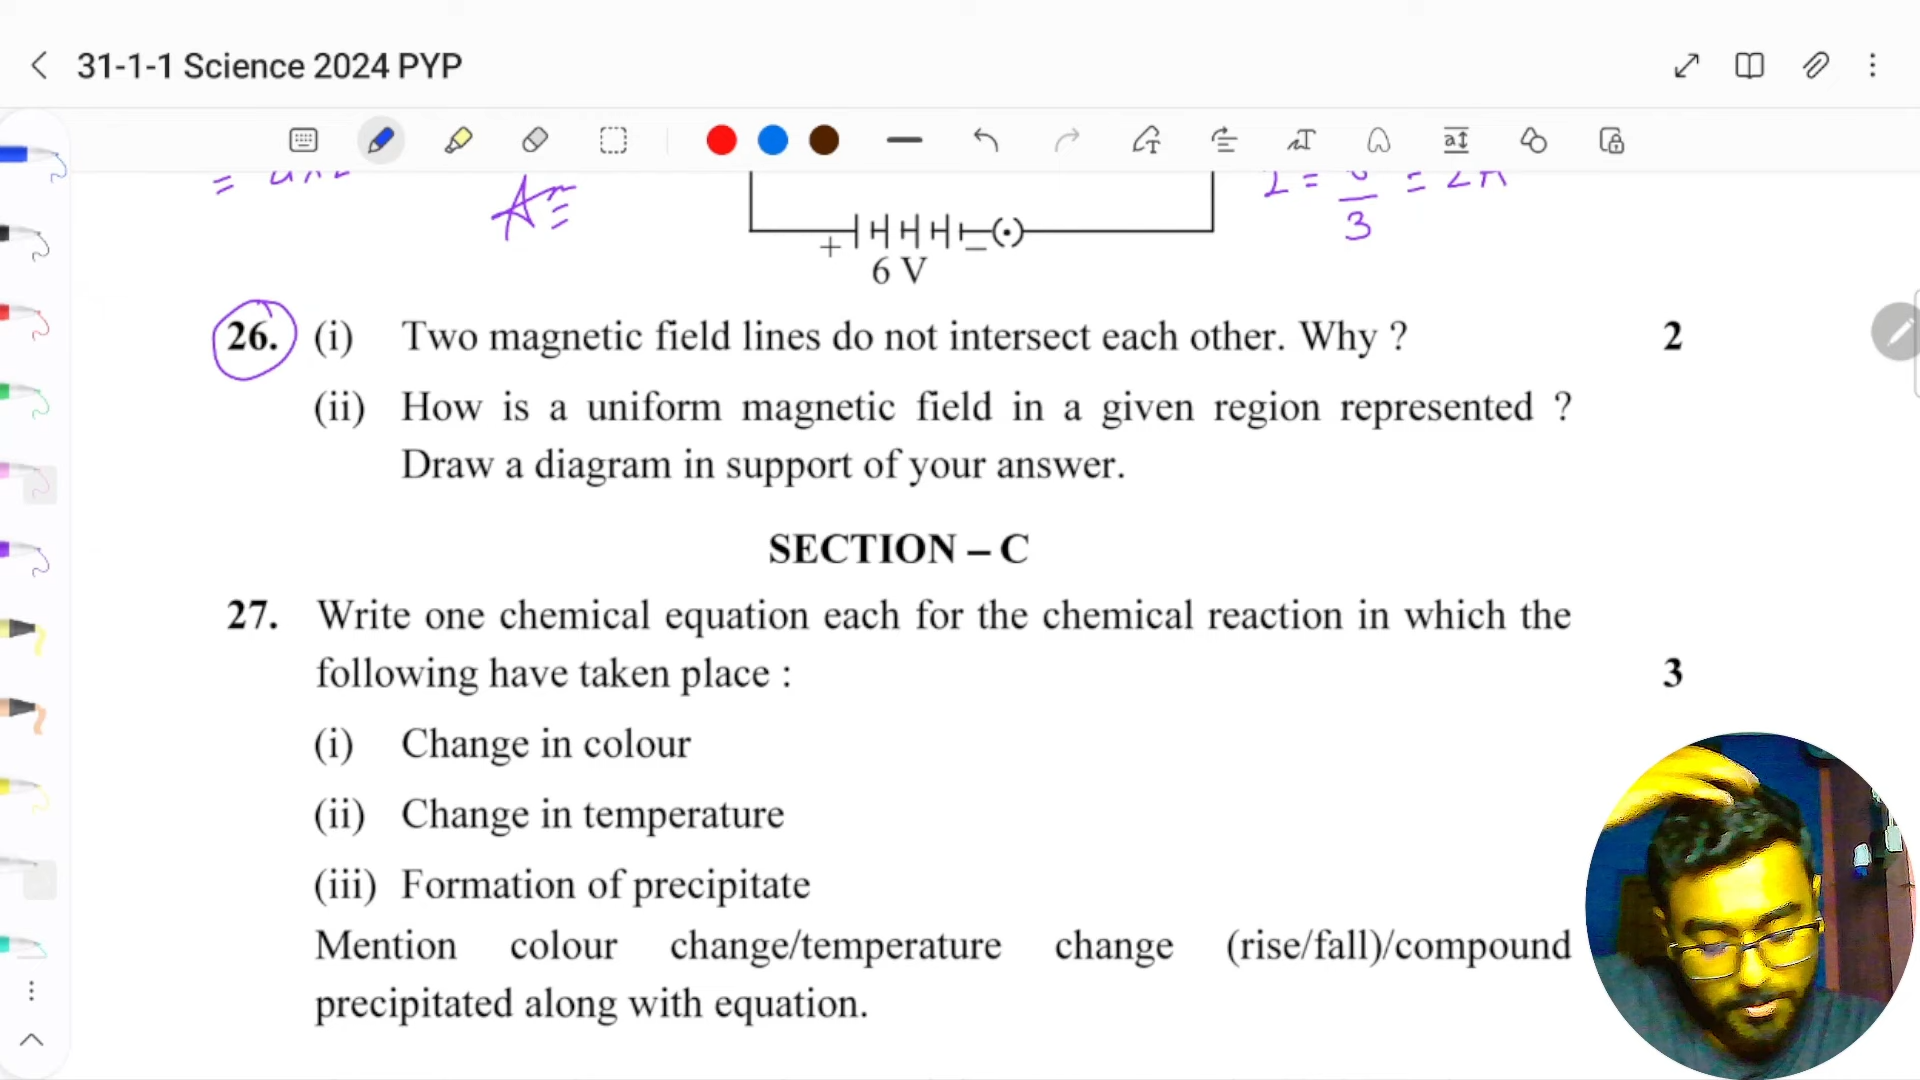 31-1-1 Science 2024 PYP
6 V
3
26. (i) Two magnetic field lines do not intersect each other. Why ? 2
(ii) How is a uniform magnetic field in a given region represented ?
Draw a diagram in support of your answer.
SECTION – C
27. Write one chemical equation each for the chemical reaction in which the
following have taken place : 3
(i) Change in colour
(ii) Change in temperature
(iii) Formation of precipitate
Mention colour change/temperature change (rise/fall)/compound
precipitated along with equation.